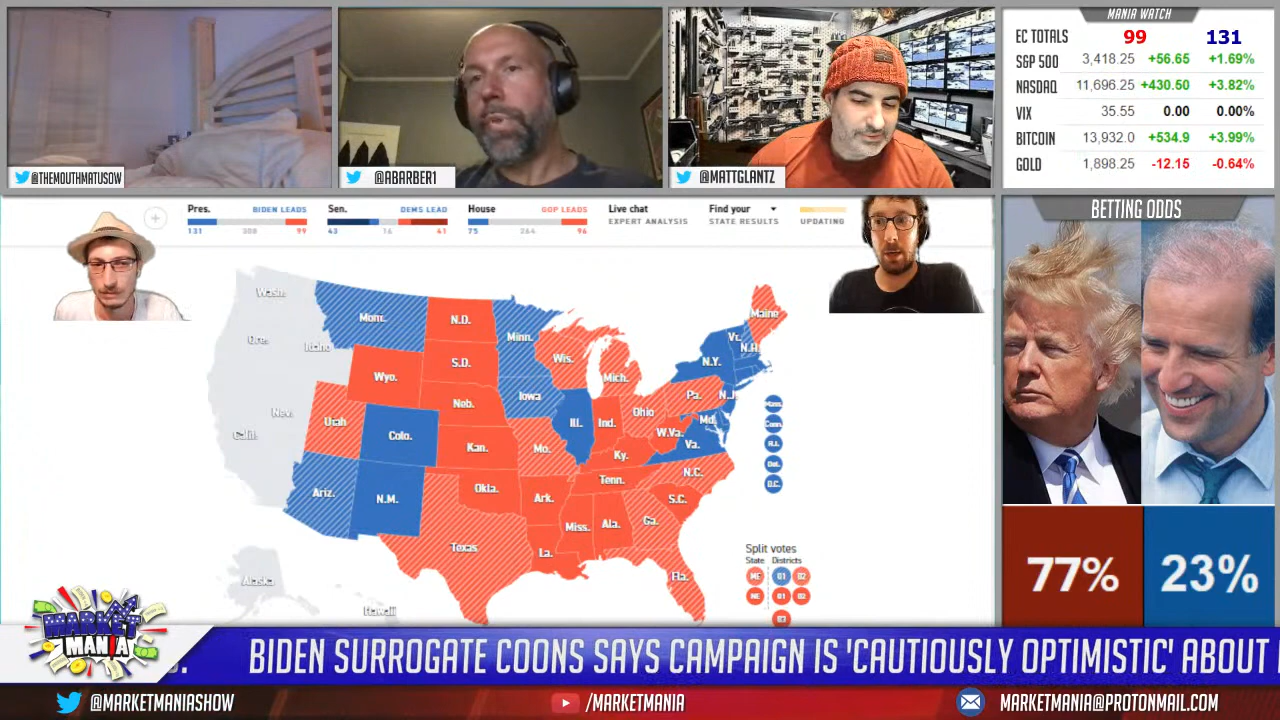 @THEMOUTHMATUSOW
@ABARBER1
@MATTGLANTZ
MANIA WATCH
EC TOTALS 99 131
S&P 500 3,418.25 +56.65 +1.69%
NASDAQ 11,696.25 +430.50 +3.82%
VIX 35.55 0.00 0.00%
BITCOIN 13,932.0 +534.9 +3.99%
GOLD 1,898.25 -12.15 -0.64%
Pres. BIDEN LEADS
131 308 99
Sen. DEMS LEAD
43 16 41
House GOP LEADS
75 264 96
Live chat
EXPERT ANALYSIS
Find your
STATE RESULTS
UPDATING
BETTING ODDS
Wash.
Mont.
N.D.
Minn.
Maine
Ore.
Idaho
Vt.
N.H.
S.D.
Wis.
Mich.
N.Y.
Wyo.
Iowa
Pa.
N.J.
Neb.
Nev.
Utah
Colo.
Ill.
Ind.
Ohio
Md.
Mass.
Conn.
R.I.
Del.
D.C.
Calif.
Kan.
Mo.
W.Va.
Va.
Ky.
Ariz.
N.M.
Okla.
Ark.
Tenn.
N.C.
S.C.
Texas
La.
Miss.
Ala.
Ga.
Fla.
Alaska
Hawaii
Split votes
State Districts
ME 01 02
NE 01 02
77% 23%
MARKET
MANIA
BIDEN SURROGATE COONS SAYS CAMPAIGN IS 'CAUTIOUSLY OPTIMISTIC' ABOUT
@MARKETMANIASHOW
/MARKETMANIA
MARKETMANIA@PROTONMAIL.COM